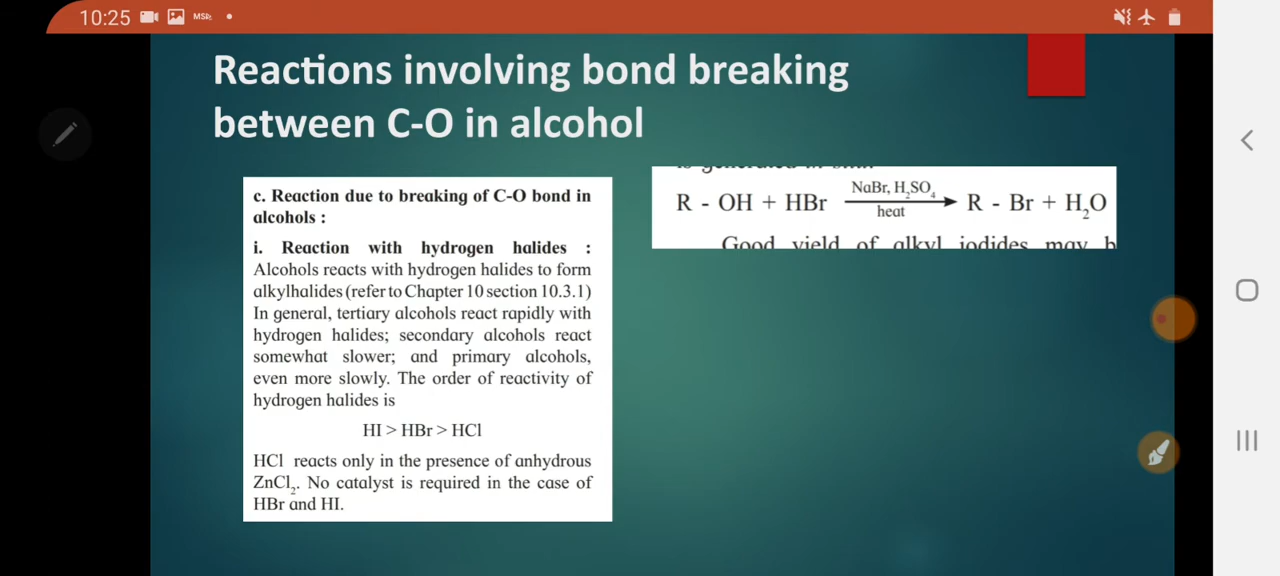 10:25
Reactions involving bond breaking
between C-O in alcohol
c. Reaction due to breaking of C-O bond in
alcohols :
i. Reaction with hydrogen halides :
Alcohols reacts with hydrogen halides to form
alkylhalides (refer to Chapter 10 section 10.3.1)
In general, tertiary alcohols react rapidly with
hydrogen halides; secondary alcohols react
somewhat slower; and primary alcohols,
even more slowly. The order of reactivity of
hydrogen halides is
HI > HBr > HCl
HCl reacts only in the presence of anhydrous
ZnCl₂. No catalyst is required in the case of
HBr and HI.
is generated in situ.
NaBr, H₂SO₄
R - OH + HBr ⟶ R - Br + H₂O
heat
Good yield of alkyl iodides may b